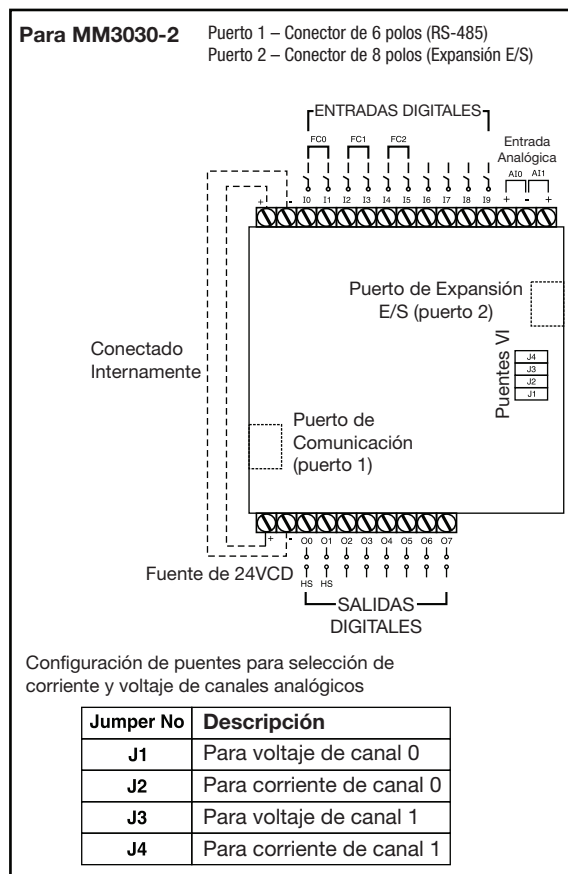 Para MM3030-2
Puerto 1 – Conector de 6 polos (RS-485)
Puerto 2 – Conector de 8 polos (Expansión E/S)
ENTRADAS DIGITALES
FC0 FC1 FC2
Entrada
Analógica
AI0 AI1
+ - I0 I1 I2 I3 I4 I5 I6 I7 I8 I9 + - +
Puerto de Expansión
E/S (puerto 2)
Puentes VI
J4
J3
J2
J1
Conectado
Internamente
Puerto de
Comunicación
(puerto 1)
+ - O0 O1 O2 O3 O4 O5 O6 O7
Fuente de 24VCD
HS HS
SALIDAS
DIGITALES
Configuración de puentes para selección de
corriente y voltaje de canales analógicos
Jumper No Descripción
J1 Para voltaje de canal 0
J2 Para corriente de canal 0
J3 Para voltaje de canal 1
J4 Para corriente de canal 1